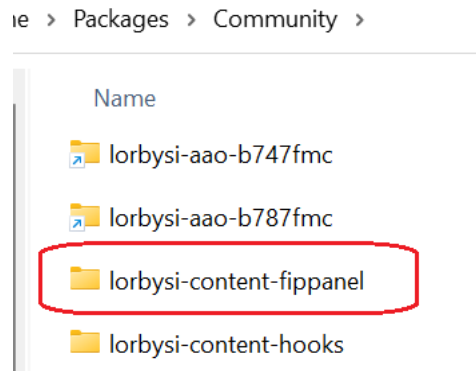 Packages > Community >
Name
lorbysi-aao-b747fmc
lorbysi-aao-b787fmc
lorbysi-content-fippanel
lorbysi-content-hooks